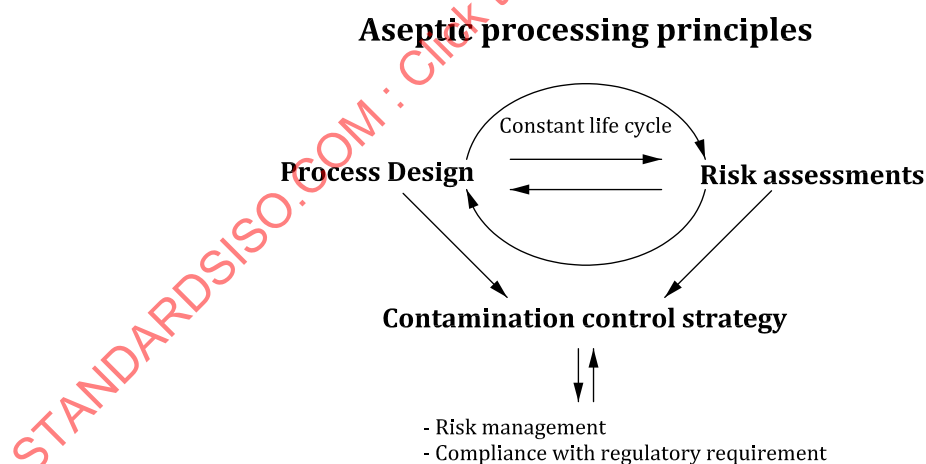 Aseptic processing principles
Constant life cycle
Process Design
Risk assessments
Contamination control strategy
- Risk management
- Compliance with regulatory requirement
STANDARDSISO.COM : Click t